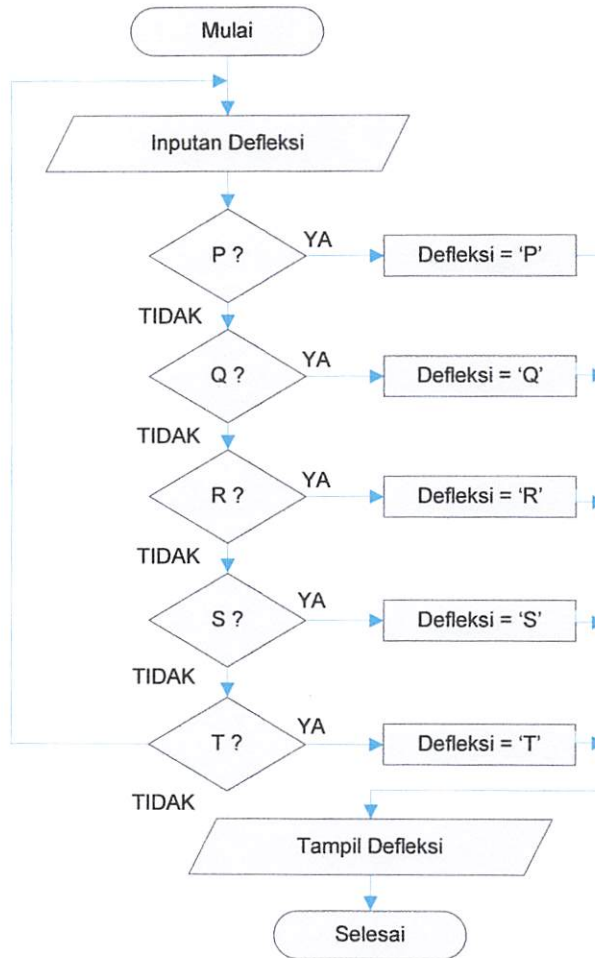 Mulai
Inputan Defleksi
P ?
YA
Defleksi = ‘P’
TIDAK
Q ?
YA
Defleksi = ‘Q’
TIDAK
R ?
YA
Defleksi = ‘R’
TIDAK
S ?
YA
Defleksi = ‘S’
TIDAK
T ?
YA
Defleksi = ‘T’
TIDAK
Tampil Defleksi
Selesai